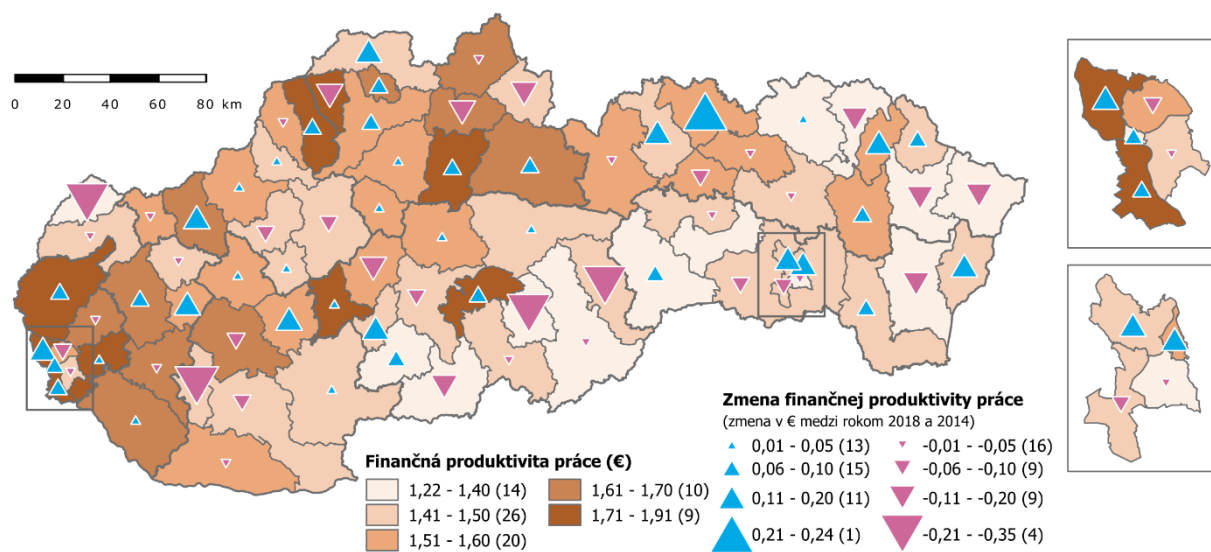 0 20 40 60 80 km
Finančná produktivita práce (€)
1,22 - 1,40 (14)
1,41 - 1,50 (26)
1,51 - 1,60 (20)
1,61 - 1,70 (10)
1,71 - 1,91 (9)
Zmena finančnej produktivity práce
(zmena v € medzi rokom 2018 a 2014)
0,01 - 0,05 (13)
0,06 - 0,10 (15)
0,11 - 0,20 (11)
0,21 - 0,24 (1)
-0,01 - -0,05 (16)
-0,06 - -0,10 (9)
-0,11 - -0,20 (9)
-0,21 - -0,35 (4)